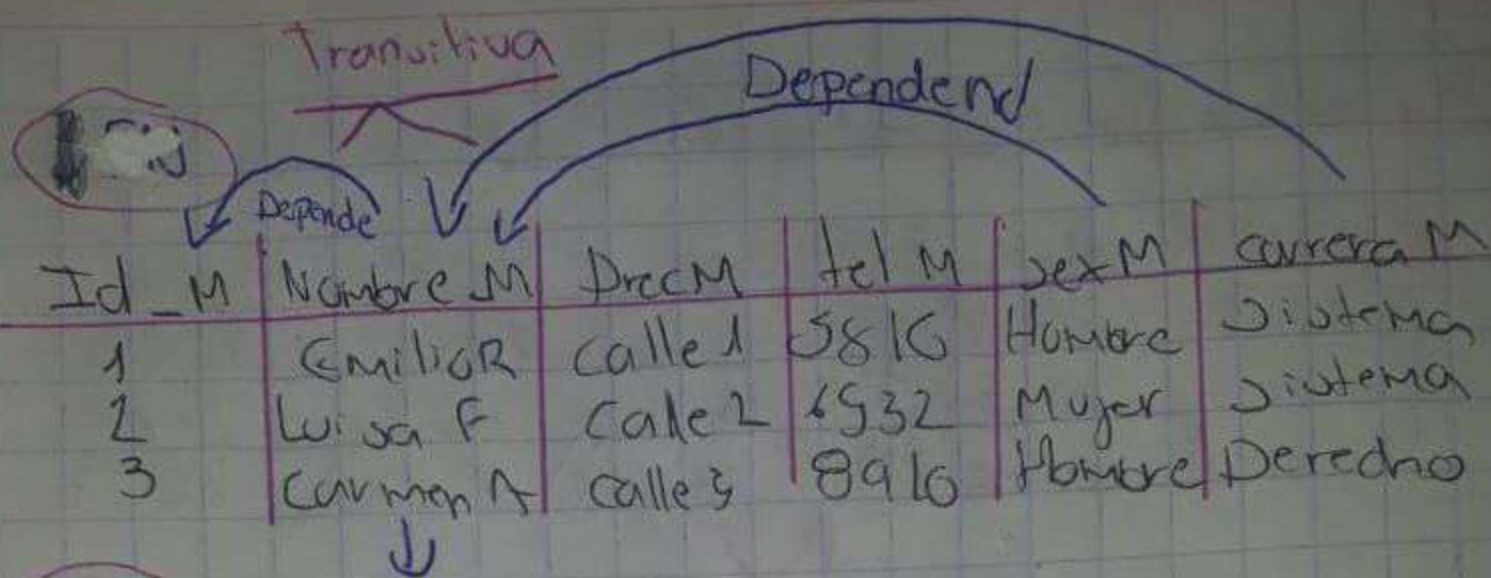 Transitiva
Dependend
Depende
Id_M Nombre M DrecM tel M sexM carrera M
1 Emilio R Calle 1 5816 Hombre Sistema
2 Luisa F Calle 2 6932 Mujer Sistema
3 Carmen A Calle 3 8916 Hombre Derecho